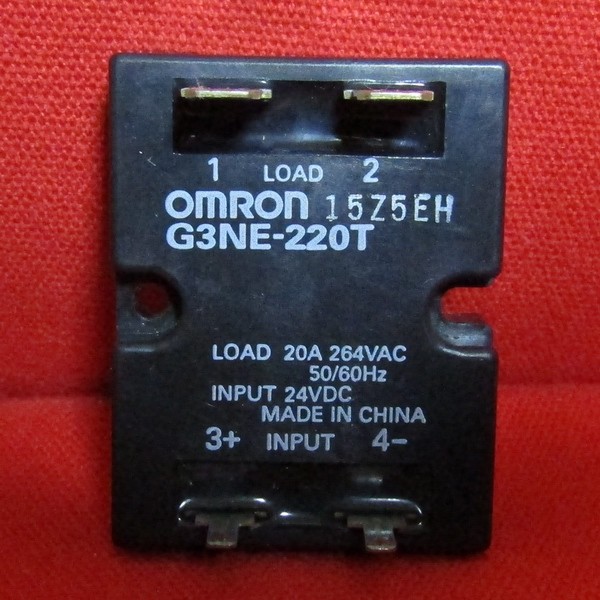 1 LOAD 2
OMRON 15Z5EH
G3NE-220T
LOAD 20A 264VAC
50/60Hz
INPUT 24VDC
MADE IN CHINA
3+ INPUT 4-